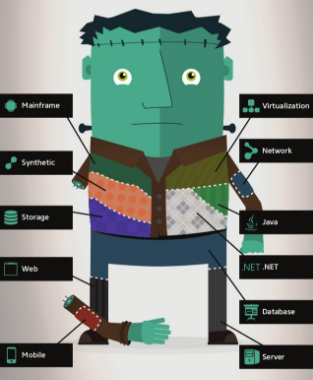 Mainframe
Synthetic
Storage
Web
Mobile
Virtualization
Network
Java
.NET .NET
Database
Server